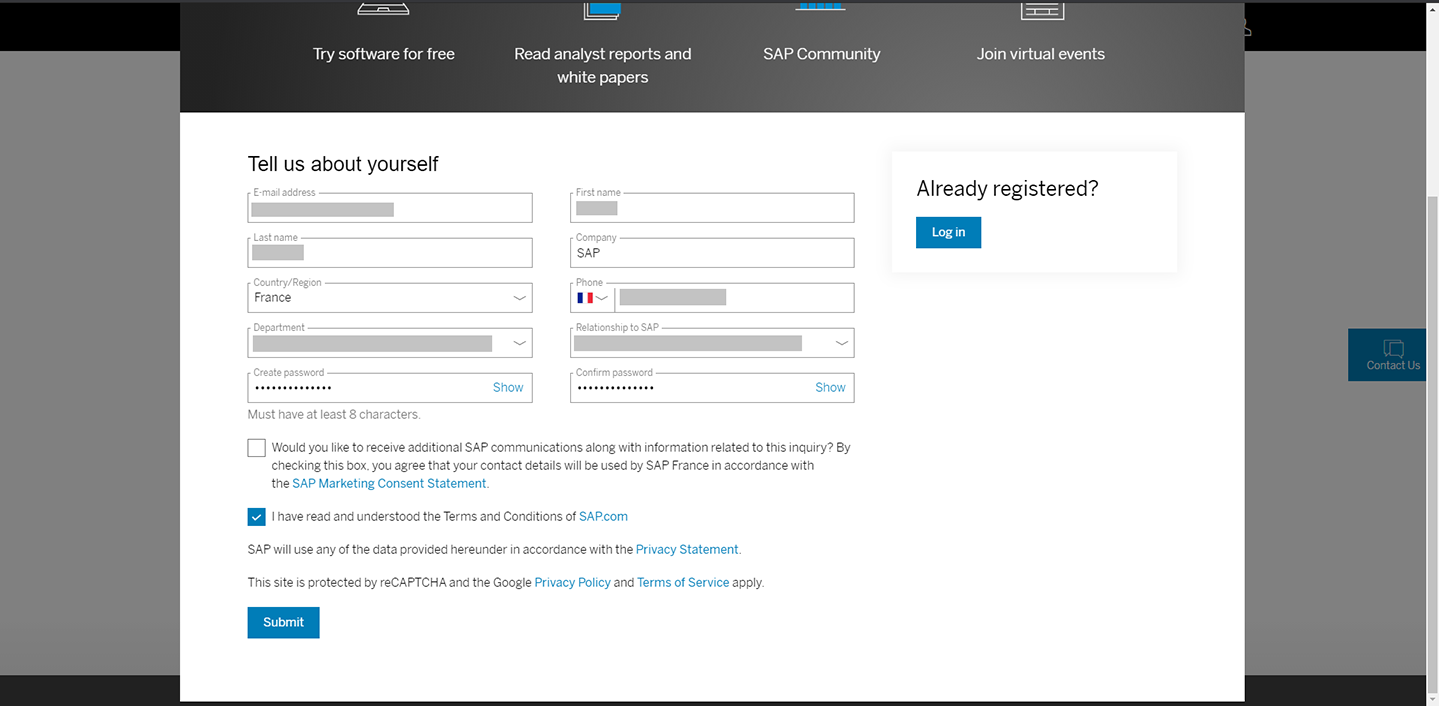 Try software for free
Read analyst reports and
white papers
SAP Community
Join virtual events
Tell us about yourself
E-mail address
First name
Last name
Company
SAP
Country/Region
France
Phone
Department
Relationship to SAP
Create password
•••••••••••••• Show
Confirm password
•••••••••••••• Show
Must have at least 8 characters.
Would you like to receive additional SAP communications along with information related to this inquiry? By
checking this box, you agree that your contact details will be used by SAP France in accordance with
the SAP Marketing Consent Statement.
I have read and understood the Terms and Conditions of SAP.com
SAP will use any of the data provided hereunder in accordance with the Privacy Statement.
This site is protected by reCAPTCHA and the Google Privacy Policy and Terms of Service apply.
Submit
Already registered?
Log in
Contact Us